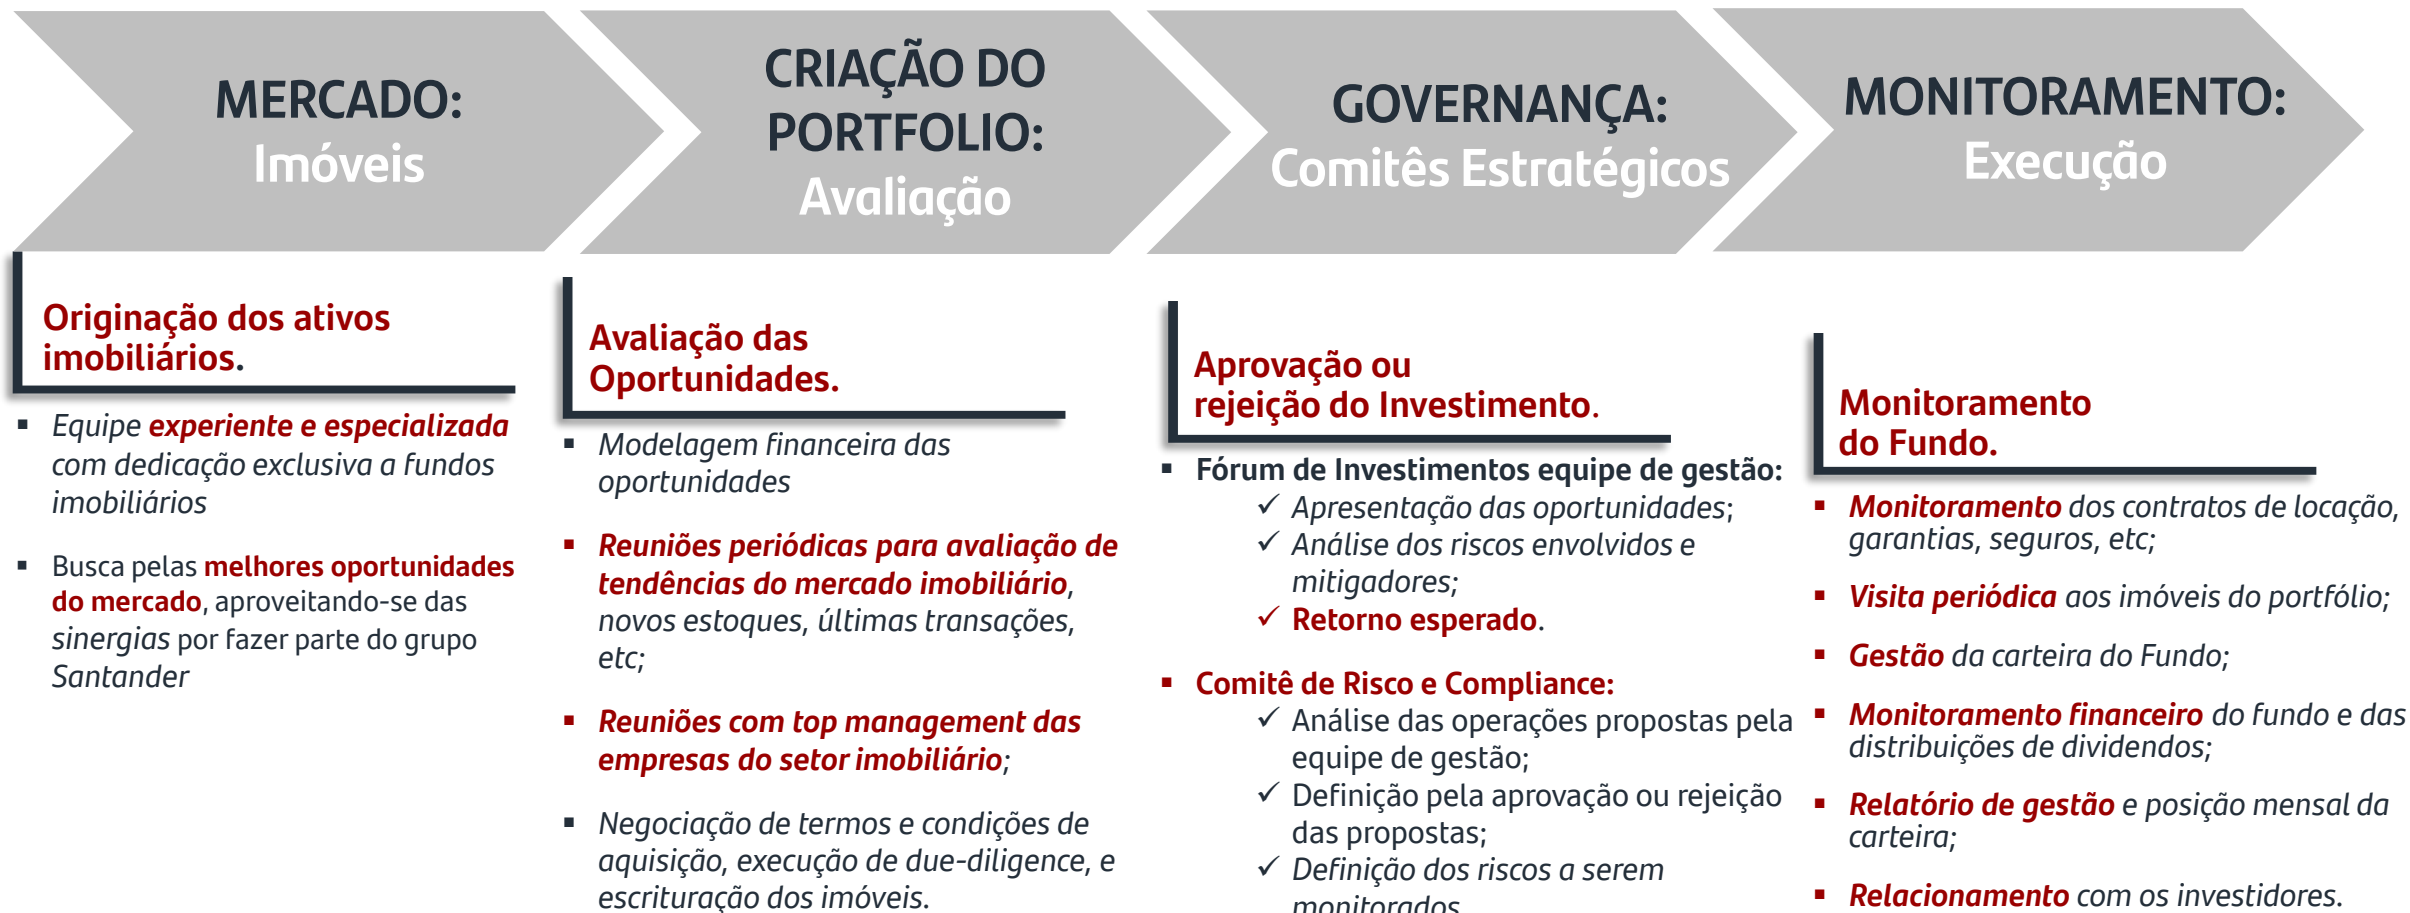 MERCADO:
Imóveis
CRIAÇÃO DO
PORTFOLIO:
Avaliação
GOVERNANÇA:
Comitês Estratégicos
MONITORAMENTO:
Execução
Originação dos ativos
imobiliários.
▪ Equipe experiente e especializada
com dedicação exclusiva a fundos
imobiliários
▪ Busca pelas melhores oportunidades
do mercado, aproveitando-se das
sinergias por fazer parte do grupo
Santander
Avaliação das
Oportunidades.
▪ Modelagem financeira das
oportunidades
▪ Reuniões periódicas para avaliação de
tendências do mercado imobiliário,
novos estoques, últimas transações,
etc;
▪ Reuniões com top management das
empresas do setor imobiliário;
▪ Negociação de termos e condições de
aquisição, execução de due-diligence, e
escrituração dos imóveis.
Aprovação ou
rejeição do Investimento.
▪ Fórum de Investimentos equipe de gestão:
✓ Apresentação das oportunidades;
✓ Análise dos riscos envolvidos e
mitigadores;
✓ Retorno esperado.
▪ Comitê de Risco e Compliance:
✓ Análise das operações propostas pela
equipe de gestão;
✓ Definição pela aprovação ou rejeição
das propostas;
✓ Definição dos riscos a serem
monitorados
Monitoramento
do Fundo.
▪ Monitoramento dos contratos de locação,
garantias, seguros, etc;
▪ Visita periódica aos imóveis do portfólio;
▪ Gestão da carteira do Fundo;
▪ Monitoramento financeiro do fundo e das
distribuições de dividendos;
▪ Relatório de gestão e posição mensal da
carteira;
▪ Relacionamento com os investidores.